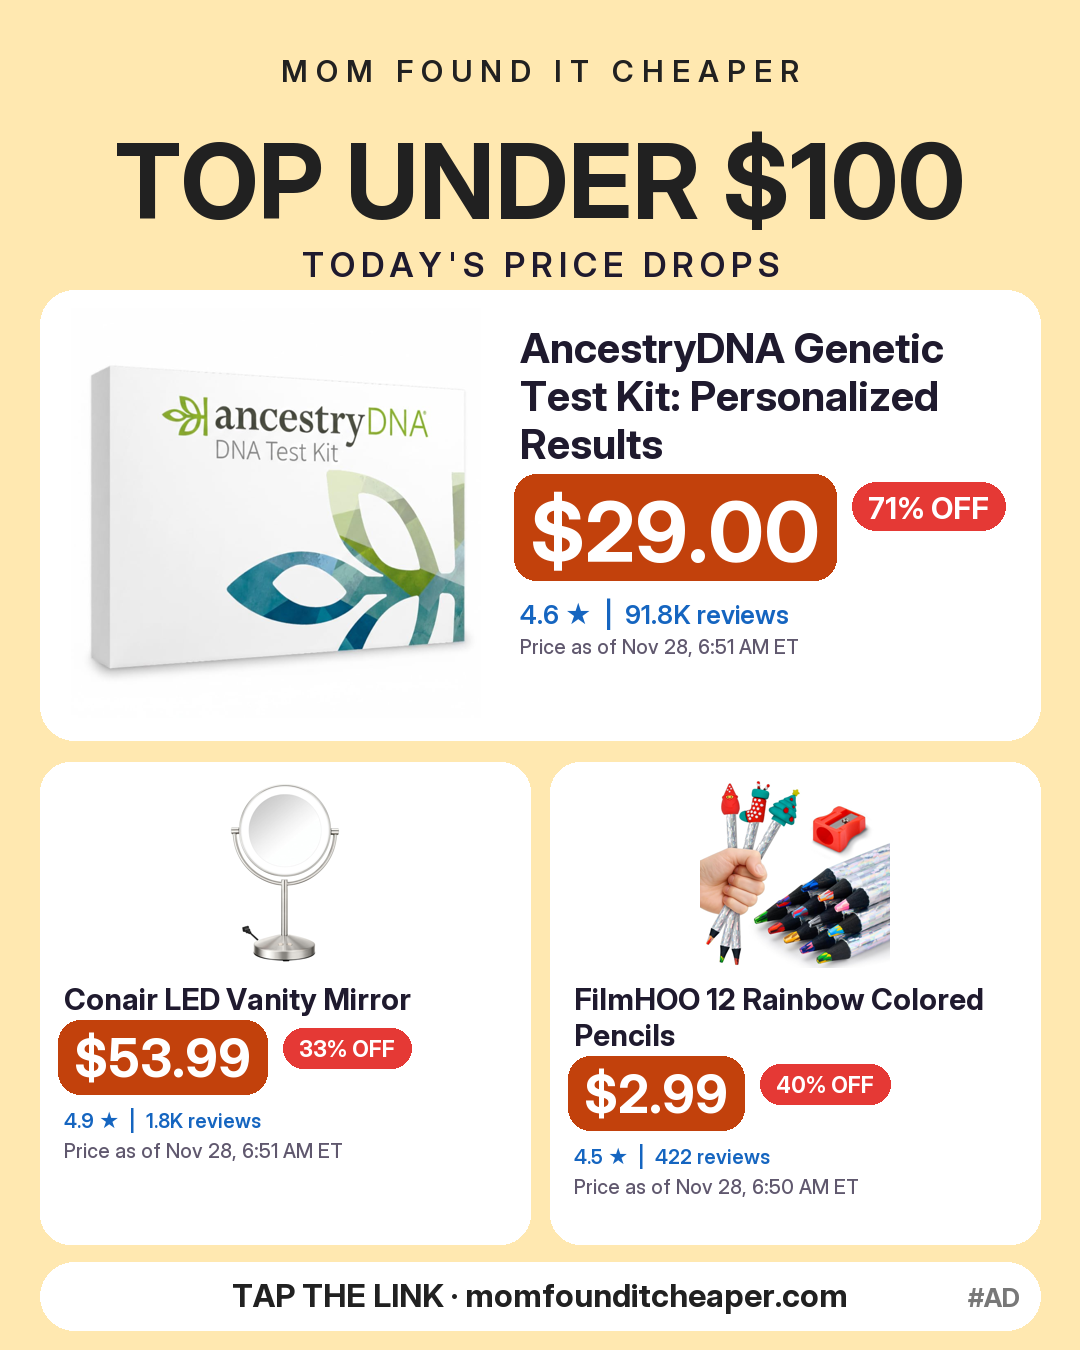 MOM FOUND IT CHEAPER
TOP UNDER $100
TODAY'S PRICE DROPS
ancestryDNA
DNA Test Kit
AncestryDNA Genetic
Test Kit: Personalized
Results
$29.00
71% OFF
4.6 ★ | 91.8K reviews
Price as of Nov 28, 6:51 AM ET
Conair LED Vanity Mirror
$53.99
33% OFF
4.9 ★ | 1.8K reviews
Price as of Nov 28, 6:51 AM ET
FilmHOO 12 Rainbow Colored
Pencils
$2.99
40% OFF
4.5 ★ | 422 reviews
Price as of Nov 28, 6:50 AM ET
TAP THE LINK · momfounditcheaper.com
#AD